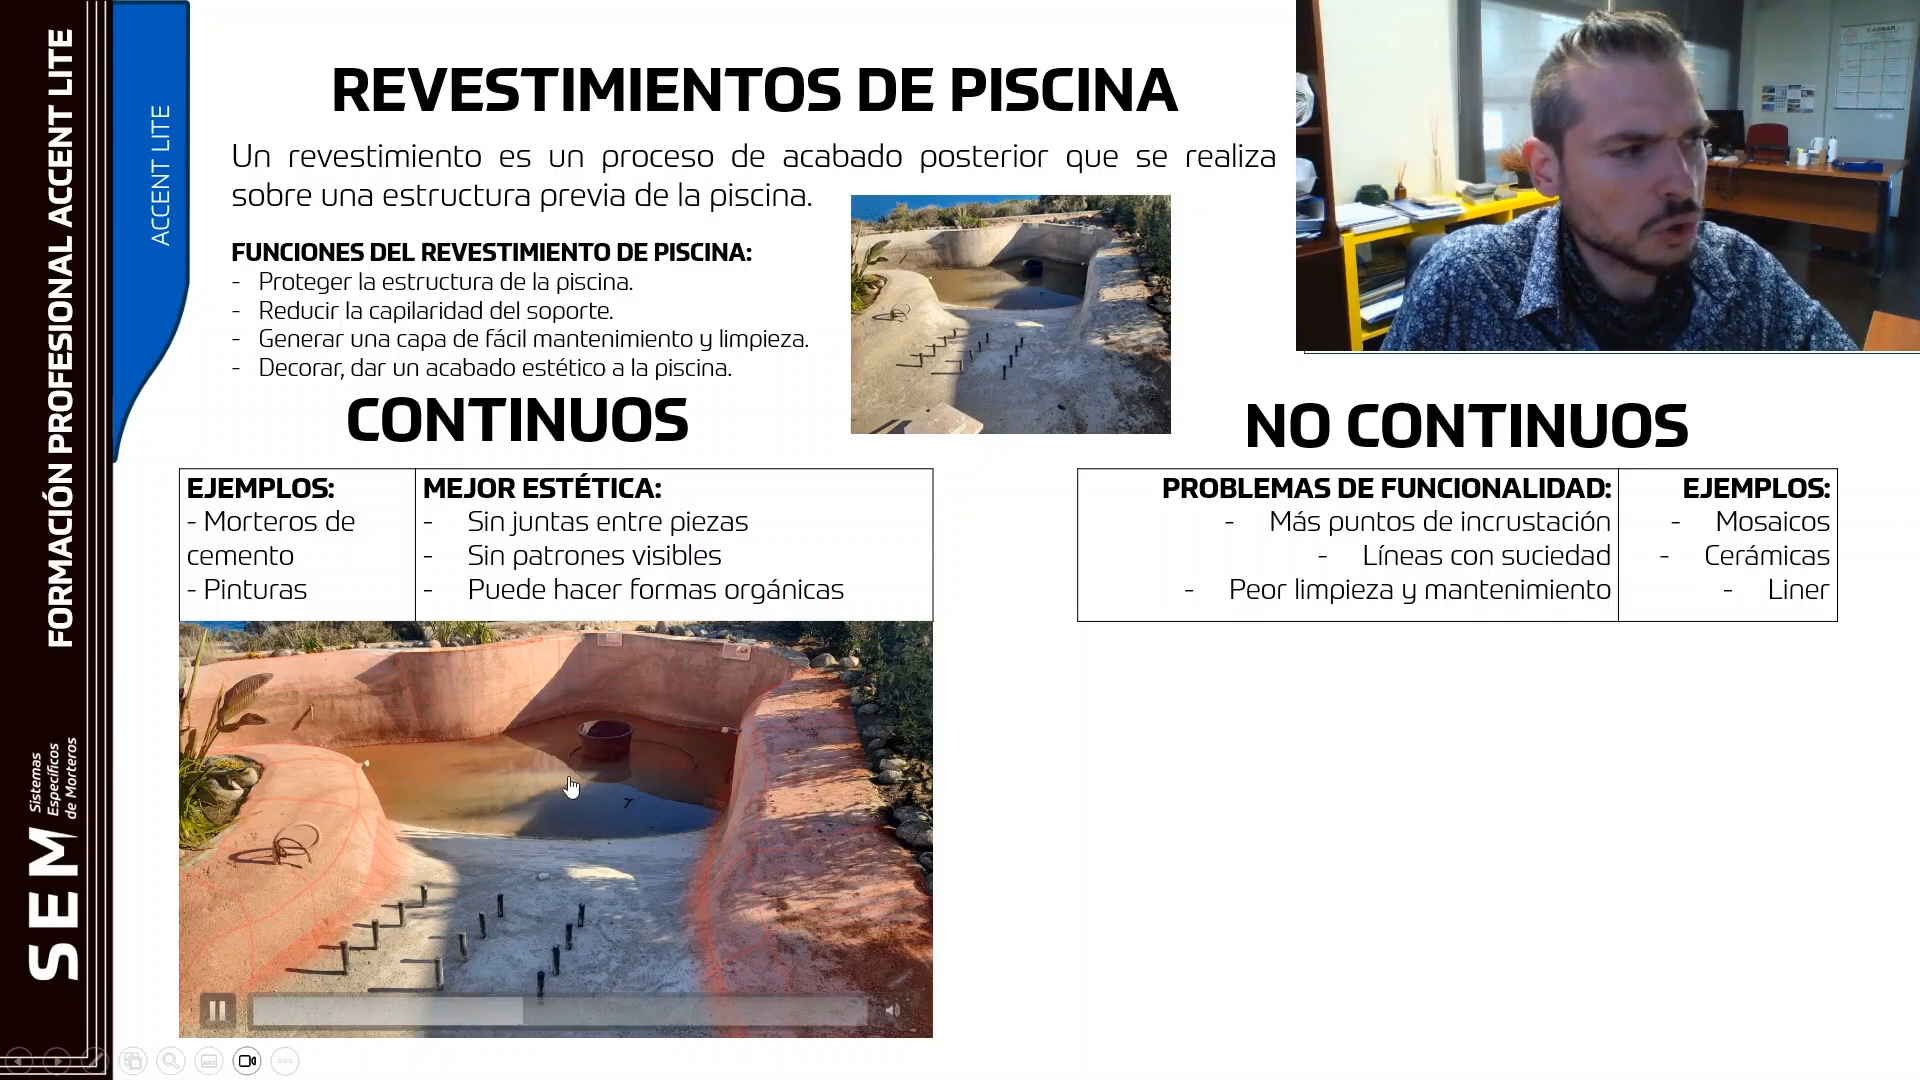 FORMACIÓN PROFESIONAL ACCENT LITE
SEM
Sistemas
Específicos
de Morteros
ACCENT LITE
REVESTIMIENTOS DE PISCINA
Un revestimiento es un proceso de acabado posterior que se realiza
sobre una estructura previa de la piscina.
FUNCIONES DEL REVESTIMIENTO DE PISCINA:
- Proteger la estructura de la piscina.
- Reducir la capilaridad del soporte.
- Generar una capa de fácil mantenimiento y limpieza.
- Decorar, dar un acabado estético a la piscina.
CONTINUOS
EJEMPLOS:
- Morteros de
cemento
- Pinturas
MEJOR ESTÉTICA:
- Sin juntas entre piezas
- Sin patrones visibles
- Puede hacer formas orgánicas
NO CONTINUOS
PROBLEMAS DE FUNCIONALIDAD:
- Más puntos de incrustación
- Líneas con suciedad
- Peor limpieza y mantenimiento
EJEMPLOS:
- Mosaicos
- Cerámicas
- Liner